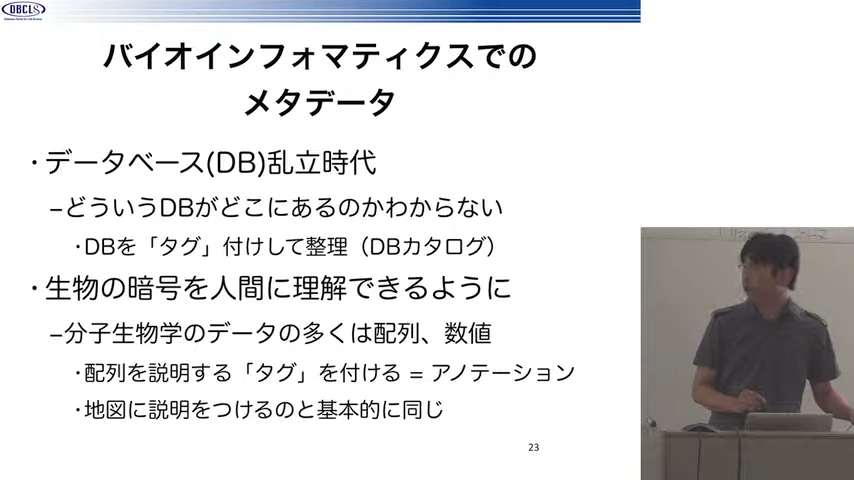 DBCLS
バイオインフォマティクスでの
メタデータ
・データベース(DB)乱立時代
–どういうDBがどこにあるのかわからない
・DBを「タグ」付けして整理（DBカタログ）
・生物の暗号を人間に理解できるように
–分子生物学のデータの多くは配列、数値
・配列を説明する「タグ」を付ける = アノテーション
・地図に説明をつけるのと基本的に同じ
23